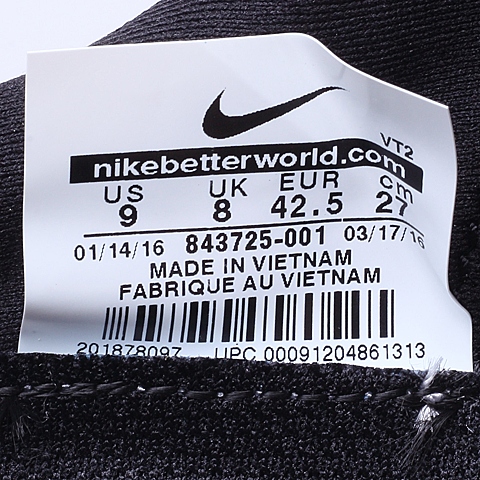 VT2
nikebetterworld.com
US UK EUR cm
9 8 42.5 27
01/14/16 843725-001 03/17/16
MADE IN VIETNAM
FABRIQUE AU VIETNAM
201878097 UPC 00091204861313